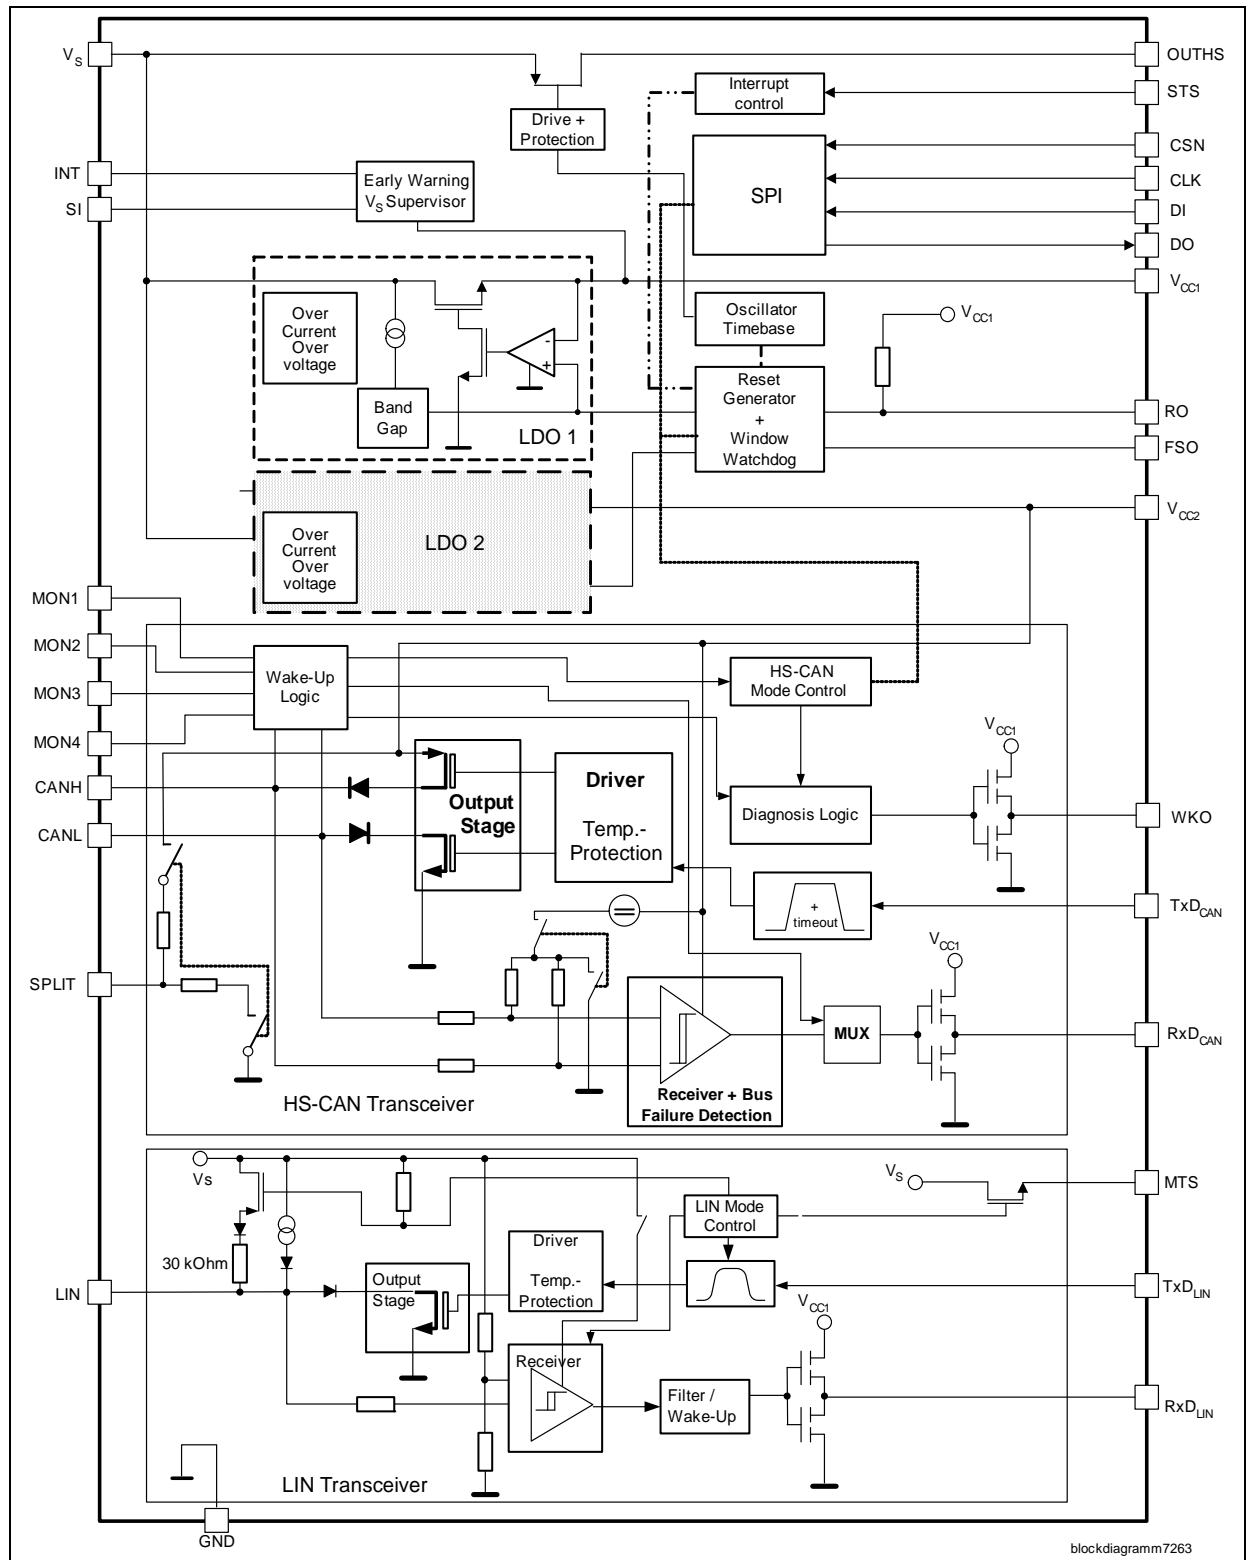 V_S
OUTHS
STS
Interrupt
control
Drive +
Protection
CSN
CLK
DI
DO
SPI
INT
SI
Early Warning
V_S Supervisor
V_CC1
Over
Current
Over
voltage
-
+
Band
Gap
LDO 1
Oscillator
Timebase
V_CC1
Reset
Generator
+
Window
Watchdog
RO
FSO
V_CC2
Over
Current
Over
voltage
LDO 2
MON1
MON2
MON3
MON4
CANH
CANL
SPLIT
Wake-Up
Logic
HS-CAN
Mode Control
Output
Stage
Driver
Temp.-
Protection
Diagnosis Logic
V_CC1
WKO
+
timeout
TxD_CAN
V_CC1
MUX
RxD_CAN
Receiver + Bus
Failure Detection
HS-CAN Transceiver
Vs
30 kOhm
LIN
Output
Stage
Driver
Temp.-
Protection
LIN Mode
Control
V_S
MTS
TxD_LIN
V_CC1
Receiver
Filter /
Wake-Up
RxD_LIN
LIN Transceiver
GND
blockdiagramm7263